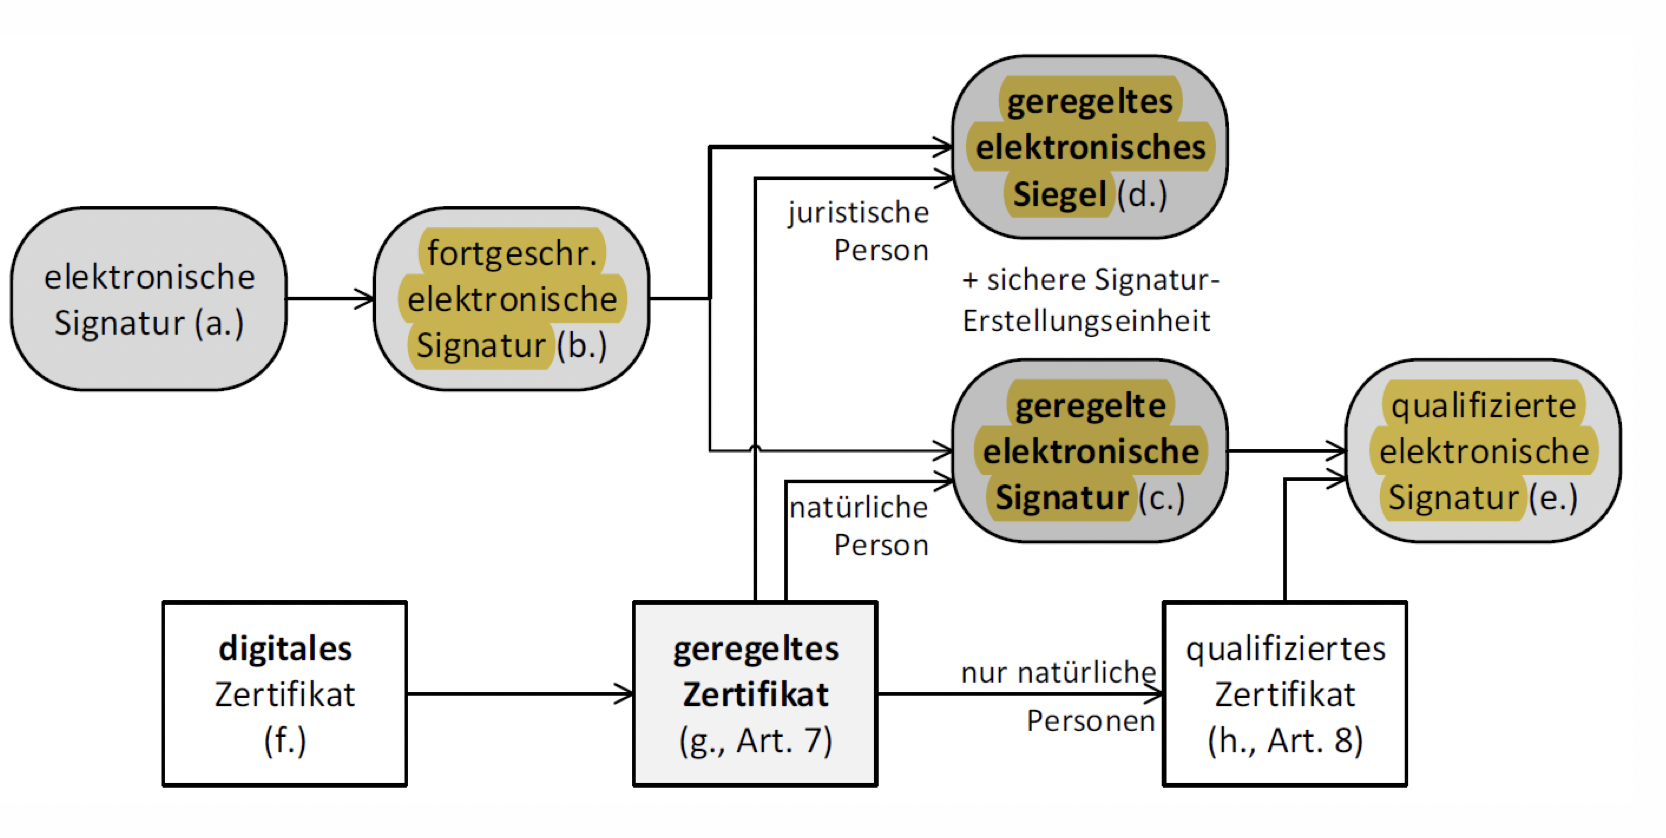 geregeltes
elektronisches
Siegel (d.)
juristische
Person
elektronische
Signatur (a.)
fortgeschr.
elektronische
Signatur (b.)
+ sichere Signatur-
Erstellungseinheit
geregelte
elektronische
Signatur (c.)
qualifizierte
elektronische
Signatur (e.)
natürliche
Person
digitales
Zertifikat
(f.)
geregeltes
Zertifikat
(g., Art. 7)
nur natürliche
Personen
qualifiziertes
Zertifikat
(h., Art. 8)